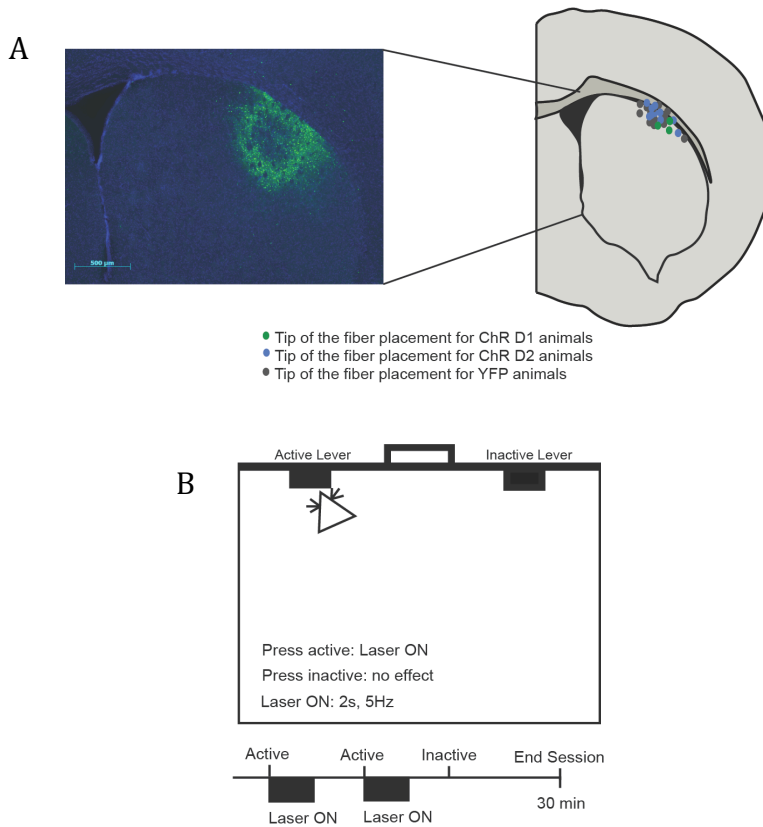 A
500 µm
Tip of the fiber placement for ChR D1 animals
Tip of the fiber placement for ChR D2 animals
Tip of the fiber placement for YFP animals
B
Active Lever
Inactive Lever
Press active: Laser ON
Press inactive: no effect
Laser ON: 2s, 5Hz
Active
Active
Inactive
End Session
Laser ON
Laser ON
30 min